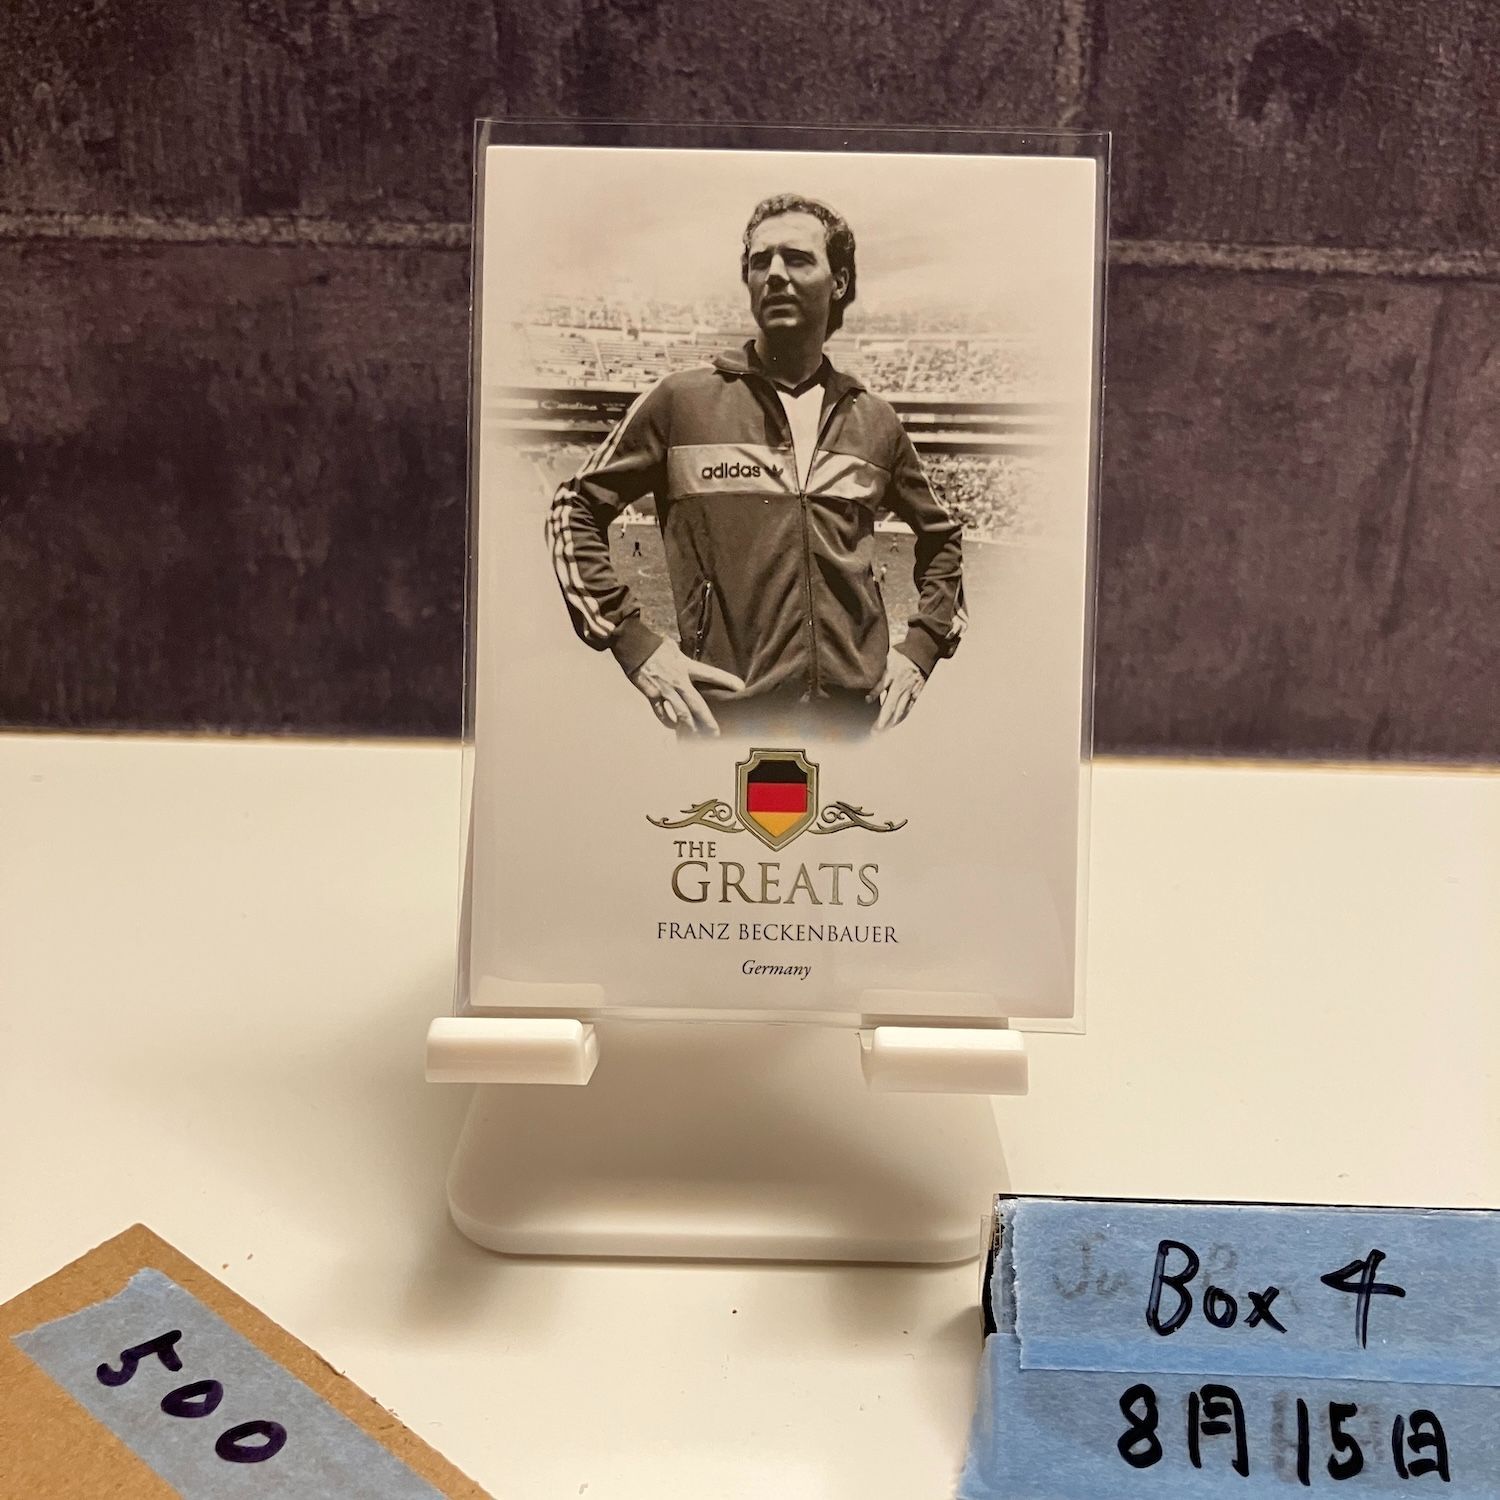 adidas
THE
GREATS
FRANZ BECKENBAUER
Germany
500
Box 4
8月15日